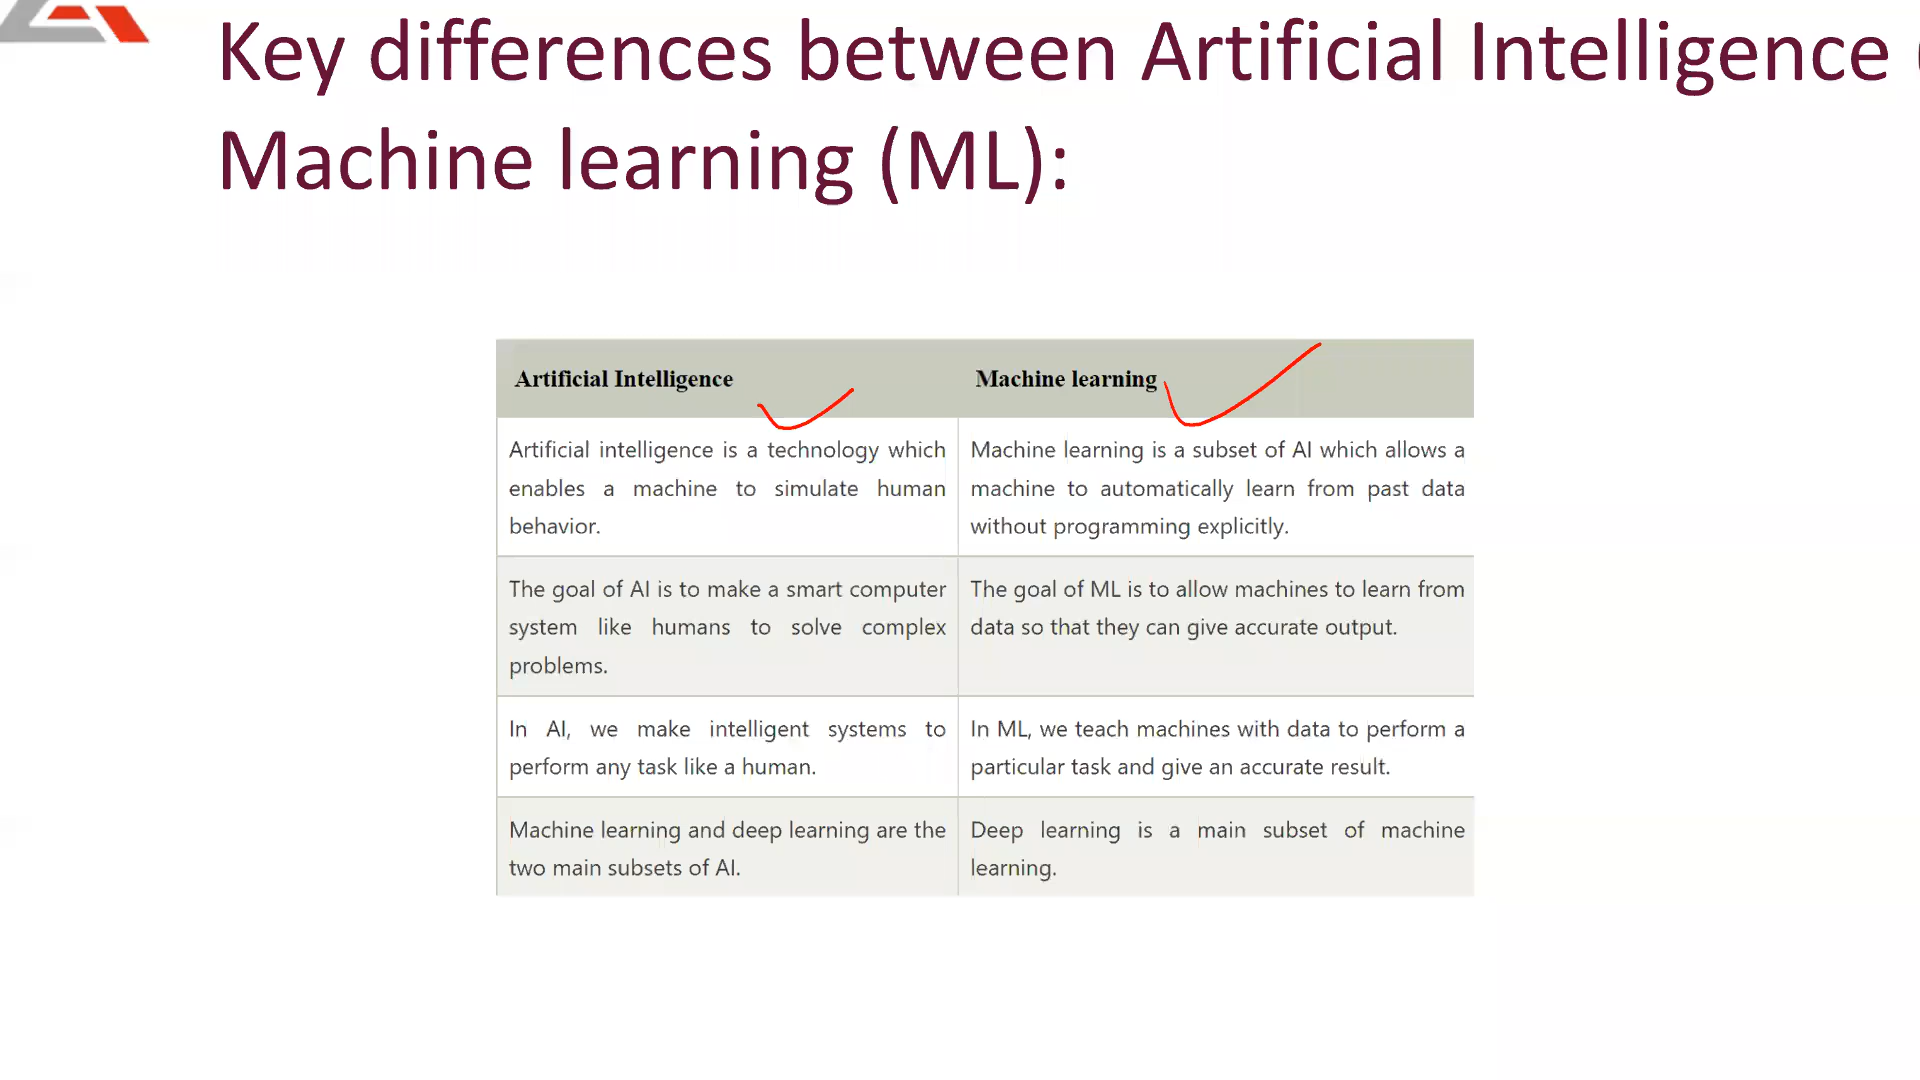 Key differences between Artificial Intelligence
Machine learning (ML):
Artificial Intelligence
Machine learning
Artificial intelligence is a technology which
enables a machine to simulate human
behavior.
Machine learning is a subset of AI which allows a
machine to automatically learn from past data
without programming explicitly.
The goal of AI is to make a smart computer
system like humans to solve complex
problems.
The goal of ML is to allow machines to learn from
data so that they can give accurate output.
In AI, we make intelligent systems to
perform any task like a human.
In ML, we teach machines with data to perform a
particular task and give an accurate result.
Machine learning and deep learning are the
two main subsets of AI.
Deep learning is a main subset of machine
learning.